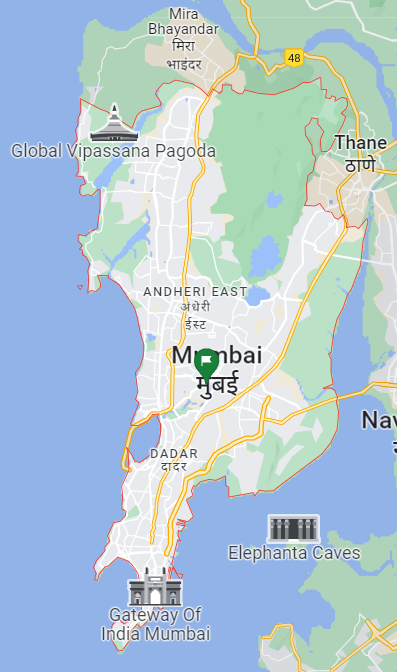 Mira
Bhayandar
मिरा
भाइंदर
48
Thane
ठाणे
Global Vipassana Pagoda
ANDHERI EAST
अंधेरी
ईस्ट
Mumbai
मुंबई
DADAR
दादर
Elephanta Caves
Gateway Of
India Mumbai